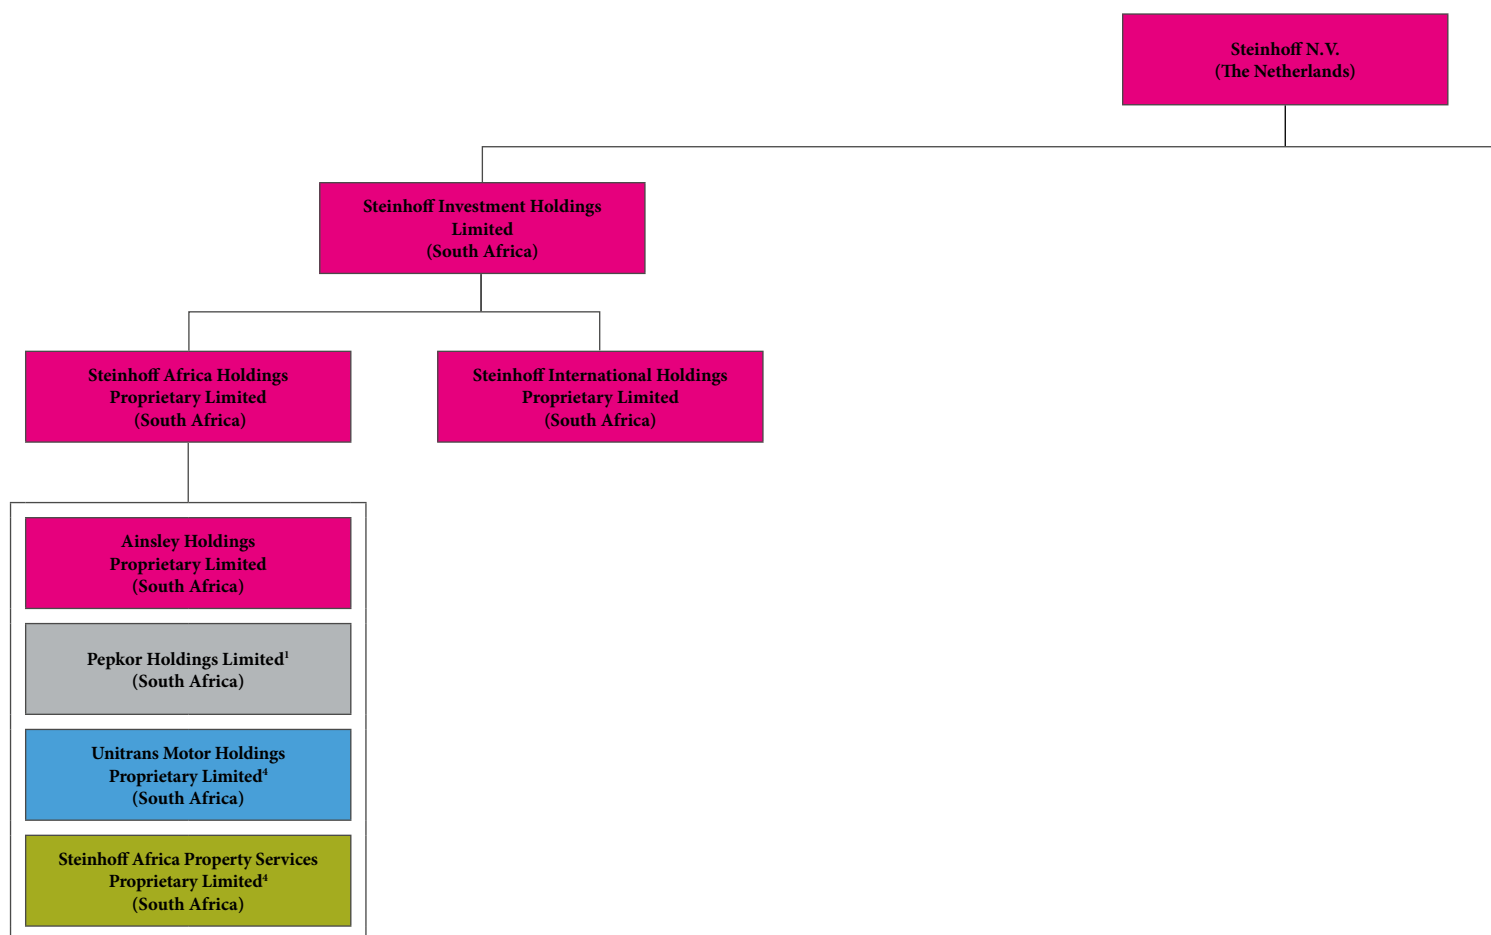 Steinhoff N.V.
(The Netherlands)
Steinhoff Investment Holdings
Limited
(South Africa)
Steinhoff Africa Holdings
Proprietary Limited
(South Africa)
Steinhoff International Holdings
Proprietary Limited
(South Africa)
Ainsley Holdings
Proprietary Limited
(South Africa)
Pepkor Holdings Limited¹
(South Africa)
Unitrans Motor Holdings
Proprietary Limited⁴
(South Africa)
Steinhoff Africa Property Services
Proprietary Limited⁴
(South Africa)